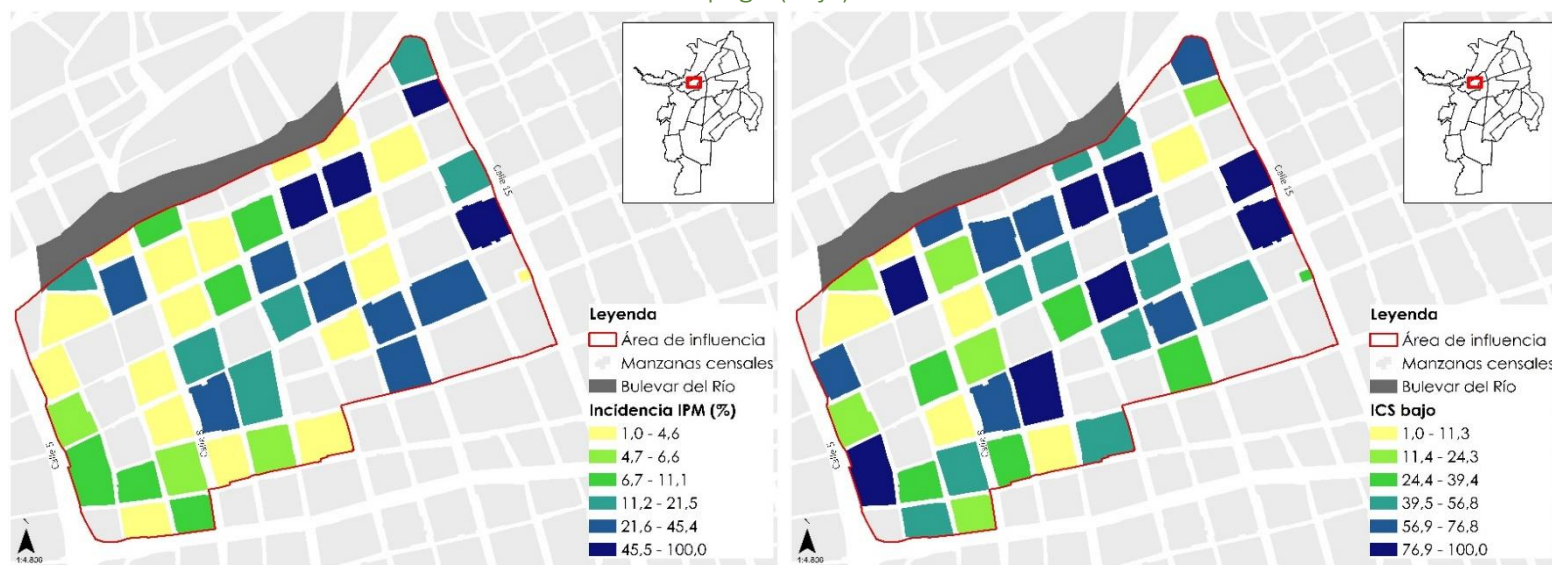 Calle 15
Calle 5
Calle 8
Leyenda
Área de influencia
Manzanas censales
Bulevar del Río
Incidencia IPM (%)
1,0 - 4,6
4,7 - 6,6
6,7 - 11,1
11,2 - 21,5
21,6 - 45,4
45,5 - 100,0
1:4.800
Calle 15
Calle 5
Calle 8
Leyenda
Área de influencia
Manzanas censales
Bulevar del Río
ICS bajo
1,0 - 11,3
11,4 - 24,3
24,4 - 39,4
39,5 - 56,8
56,9 - 76,8
76,9 - 100,0
1:4.800